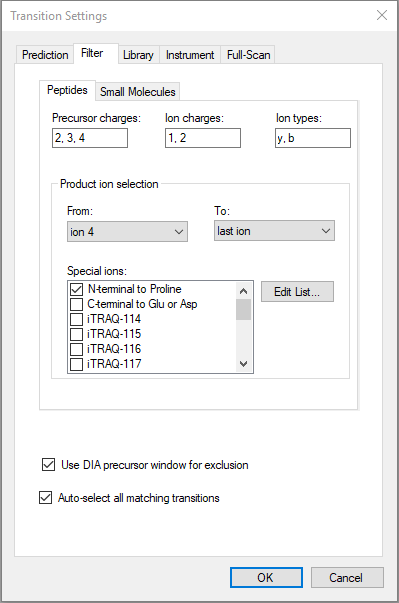 Transition Settings
Prediction Filter Library Instrument Full-Scan
Peptides Small Molecules
Precursor charges: Ion charges: Ion types:
2, 3, 4 1, 2 y, b
Product ion selection
From: To:
ion 4 last ion
Special ions:
N-terminal to Proline Edit List...
C-terminal to Glu or Asp
iTRAQ-114
iTRAQ-115
iTRAQ-116
iTRAQ-117
Use DIA precursor window for exclusion
Auto-select all matching transitions
OK Cancel